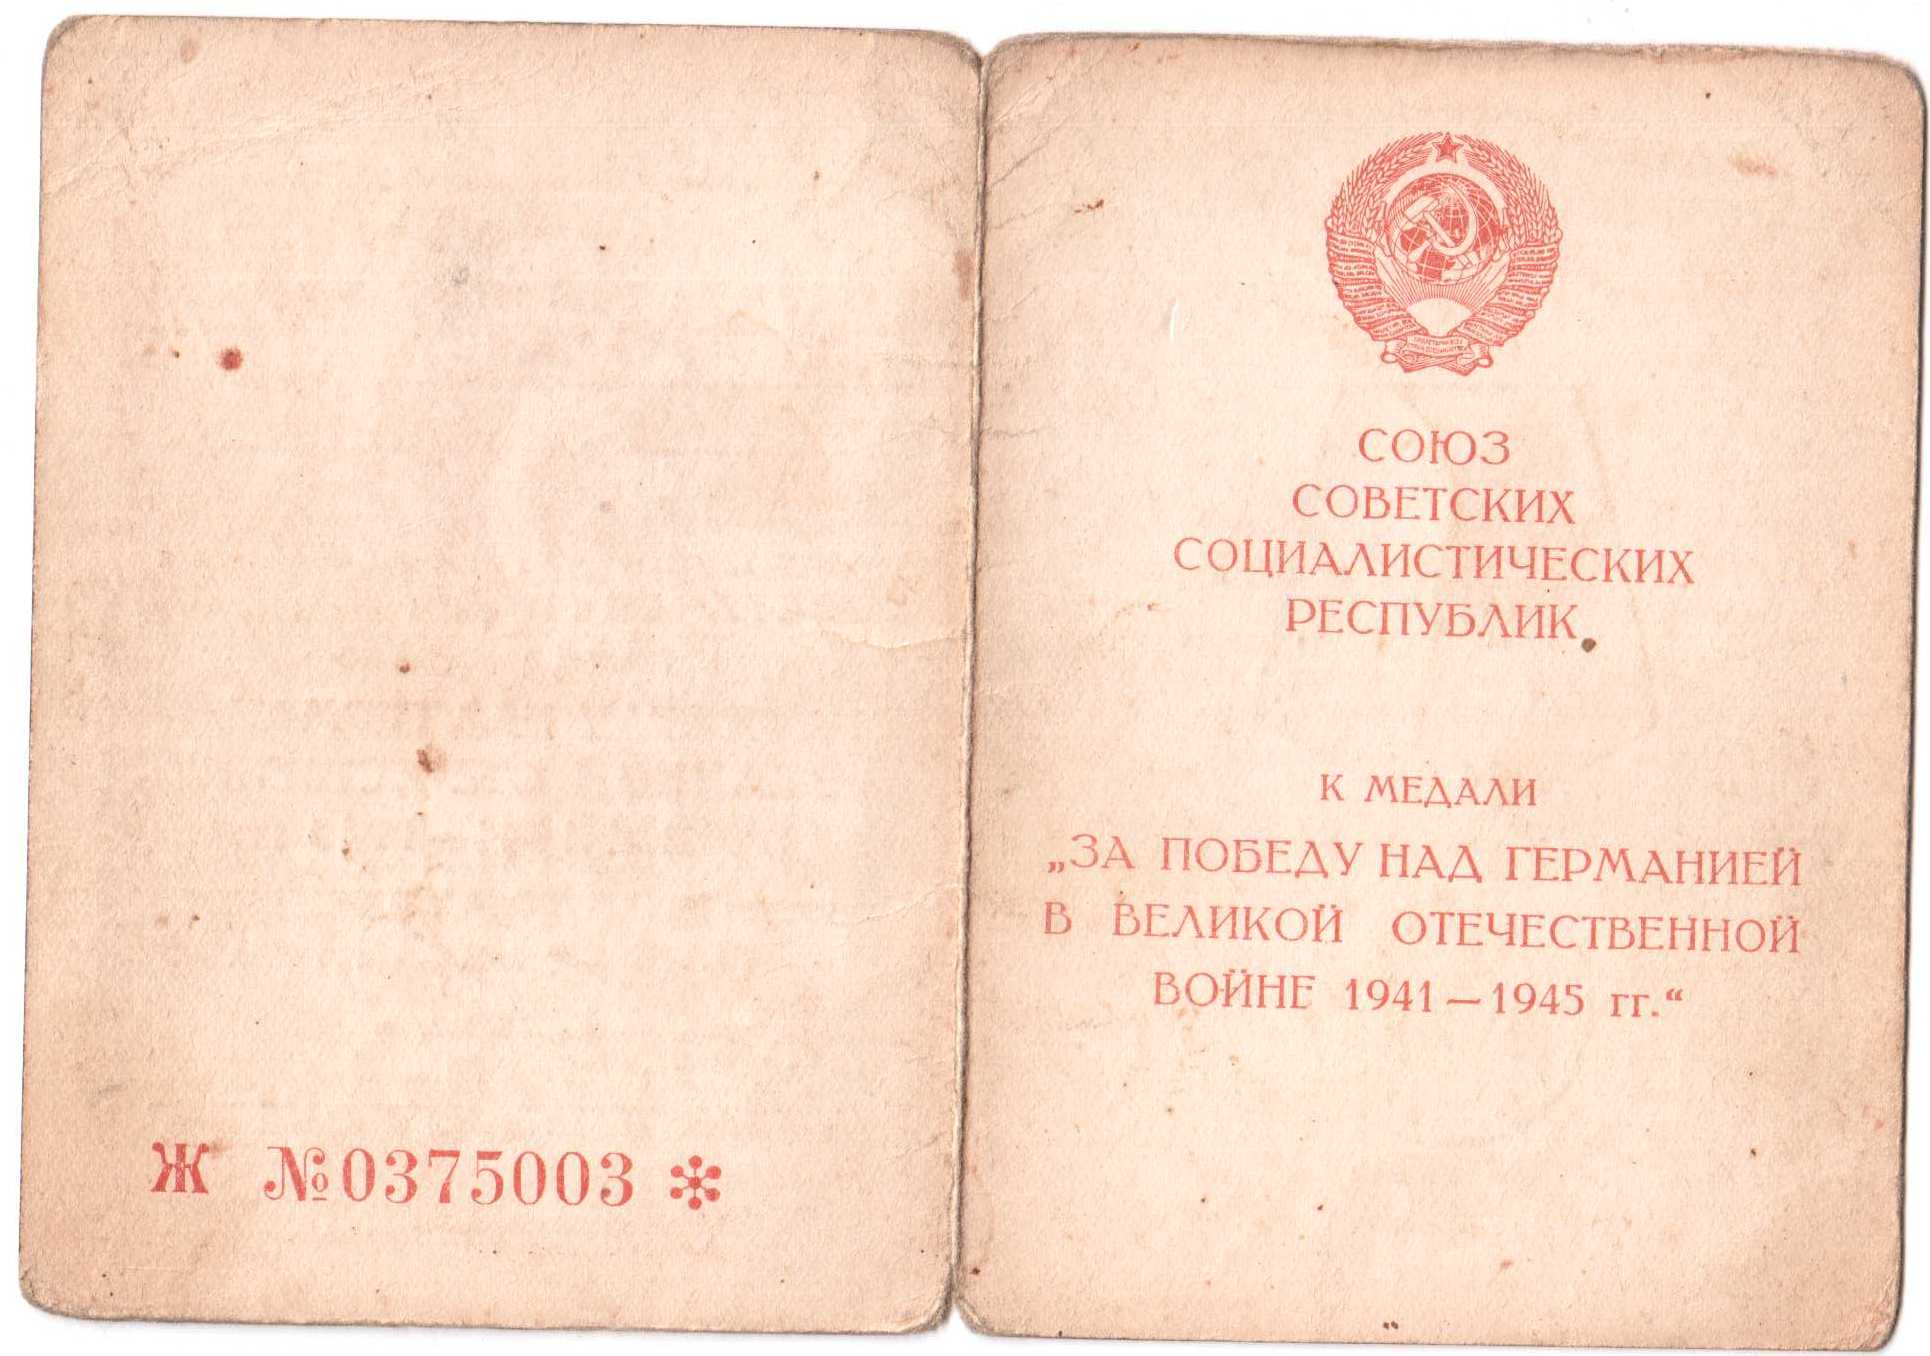 Ж №0375003 *
СОЮЗ
СОВЕТСКИХ
СОЦИАЛИСТИЧЕСКИХ
РЕСПУБЛИК
К МЕДАЛИ
„ЗА ПОБЕДУ НАД ГЕРМАНИЕЙ
В ВЕЛИКОЙ ОТЕЧЕСТВЕННОЙ
ВОЙНЕ 1941—1945 гг.“